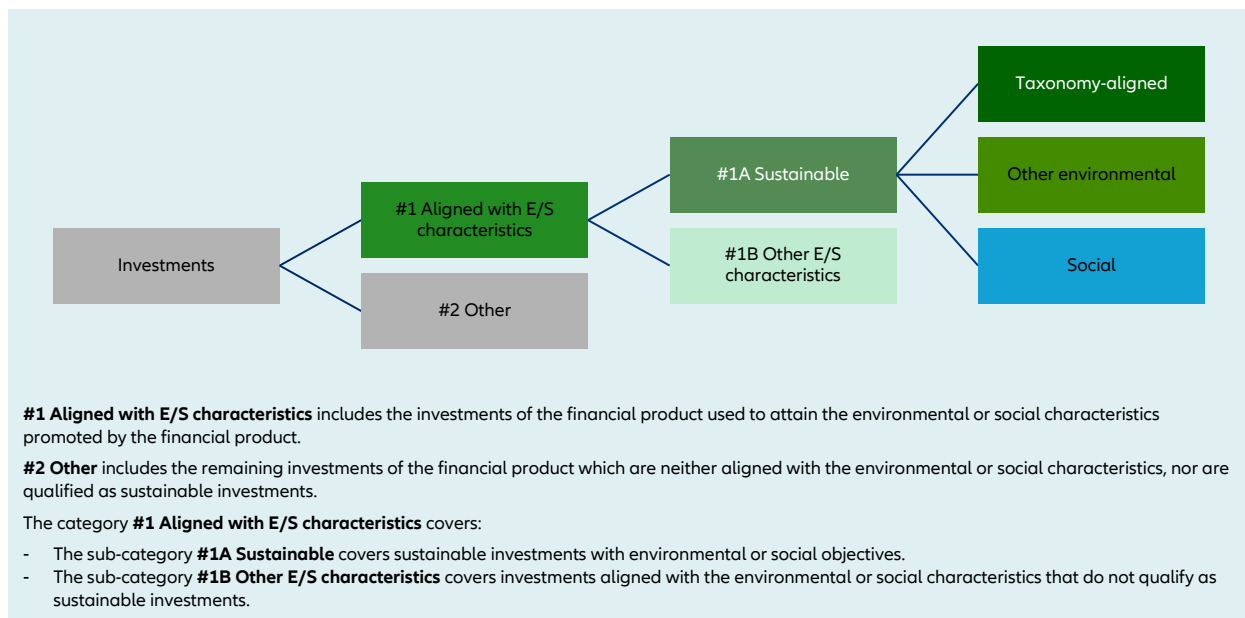 Taxonomy-aligned
#1A Sustainable
Other environmental
#1 Aligned with E/S
characteristics
Investments
#1B Other E/S
characteristics
Social
#2 Other
#1 Aligned with E/S characteristics includes the investments of the financial product used to attain the environmental or social characteristics
promoted by the financial product.
#2 Other includes the remaining investments of the financial product which are neither aligned with the environmental or social characteristics, nor are
qualified as sustainable investments.
The category #1 Aligned with E/S characteristics covers:
- The sub-category #1A Sustainable covers sustainable investments with environmental or social objectives.
- The sub-category #1B Other E/S characteristics covers investments aligned with the environmental or social characteristics that do not qualify as
sustainable investments.